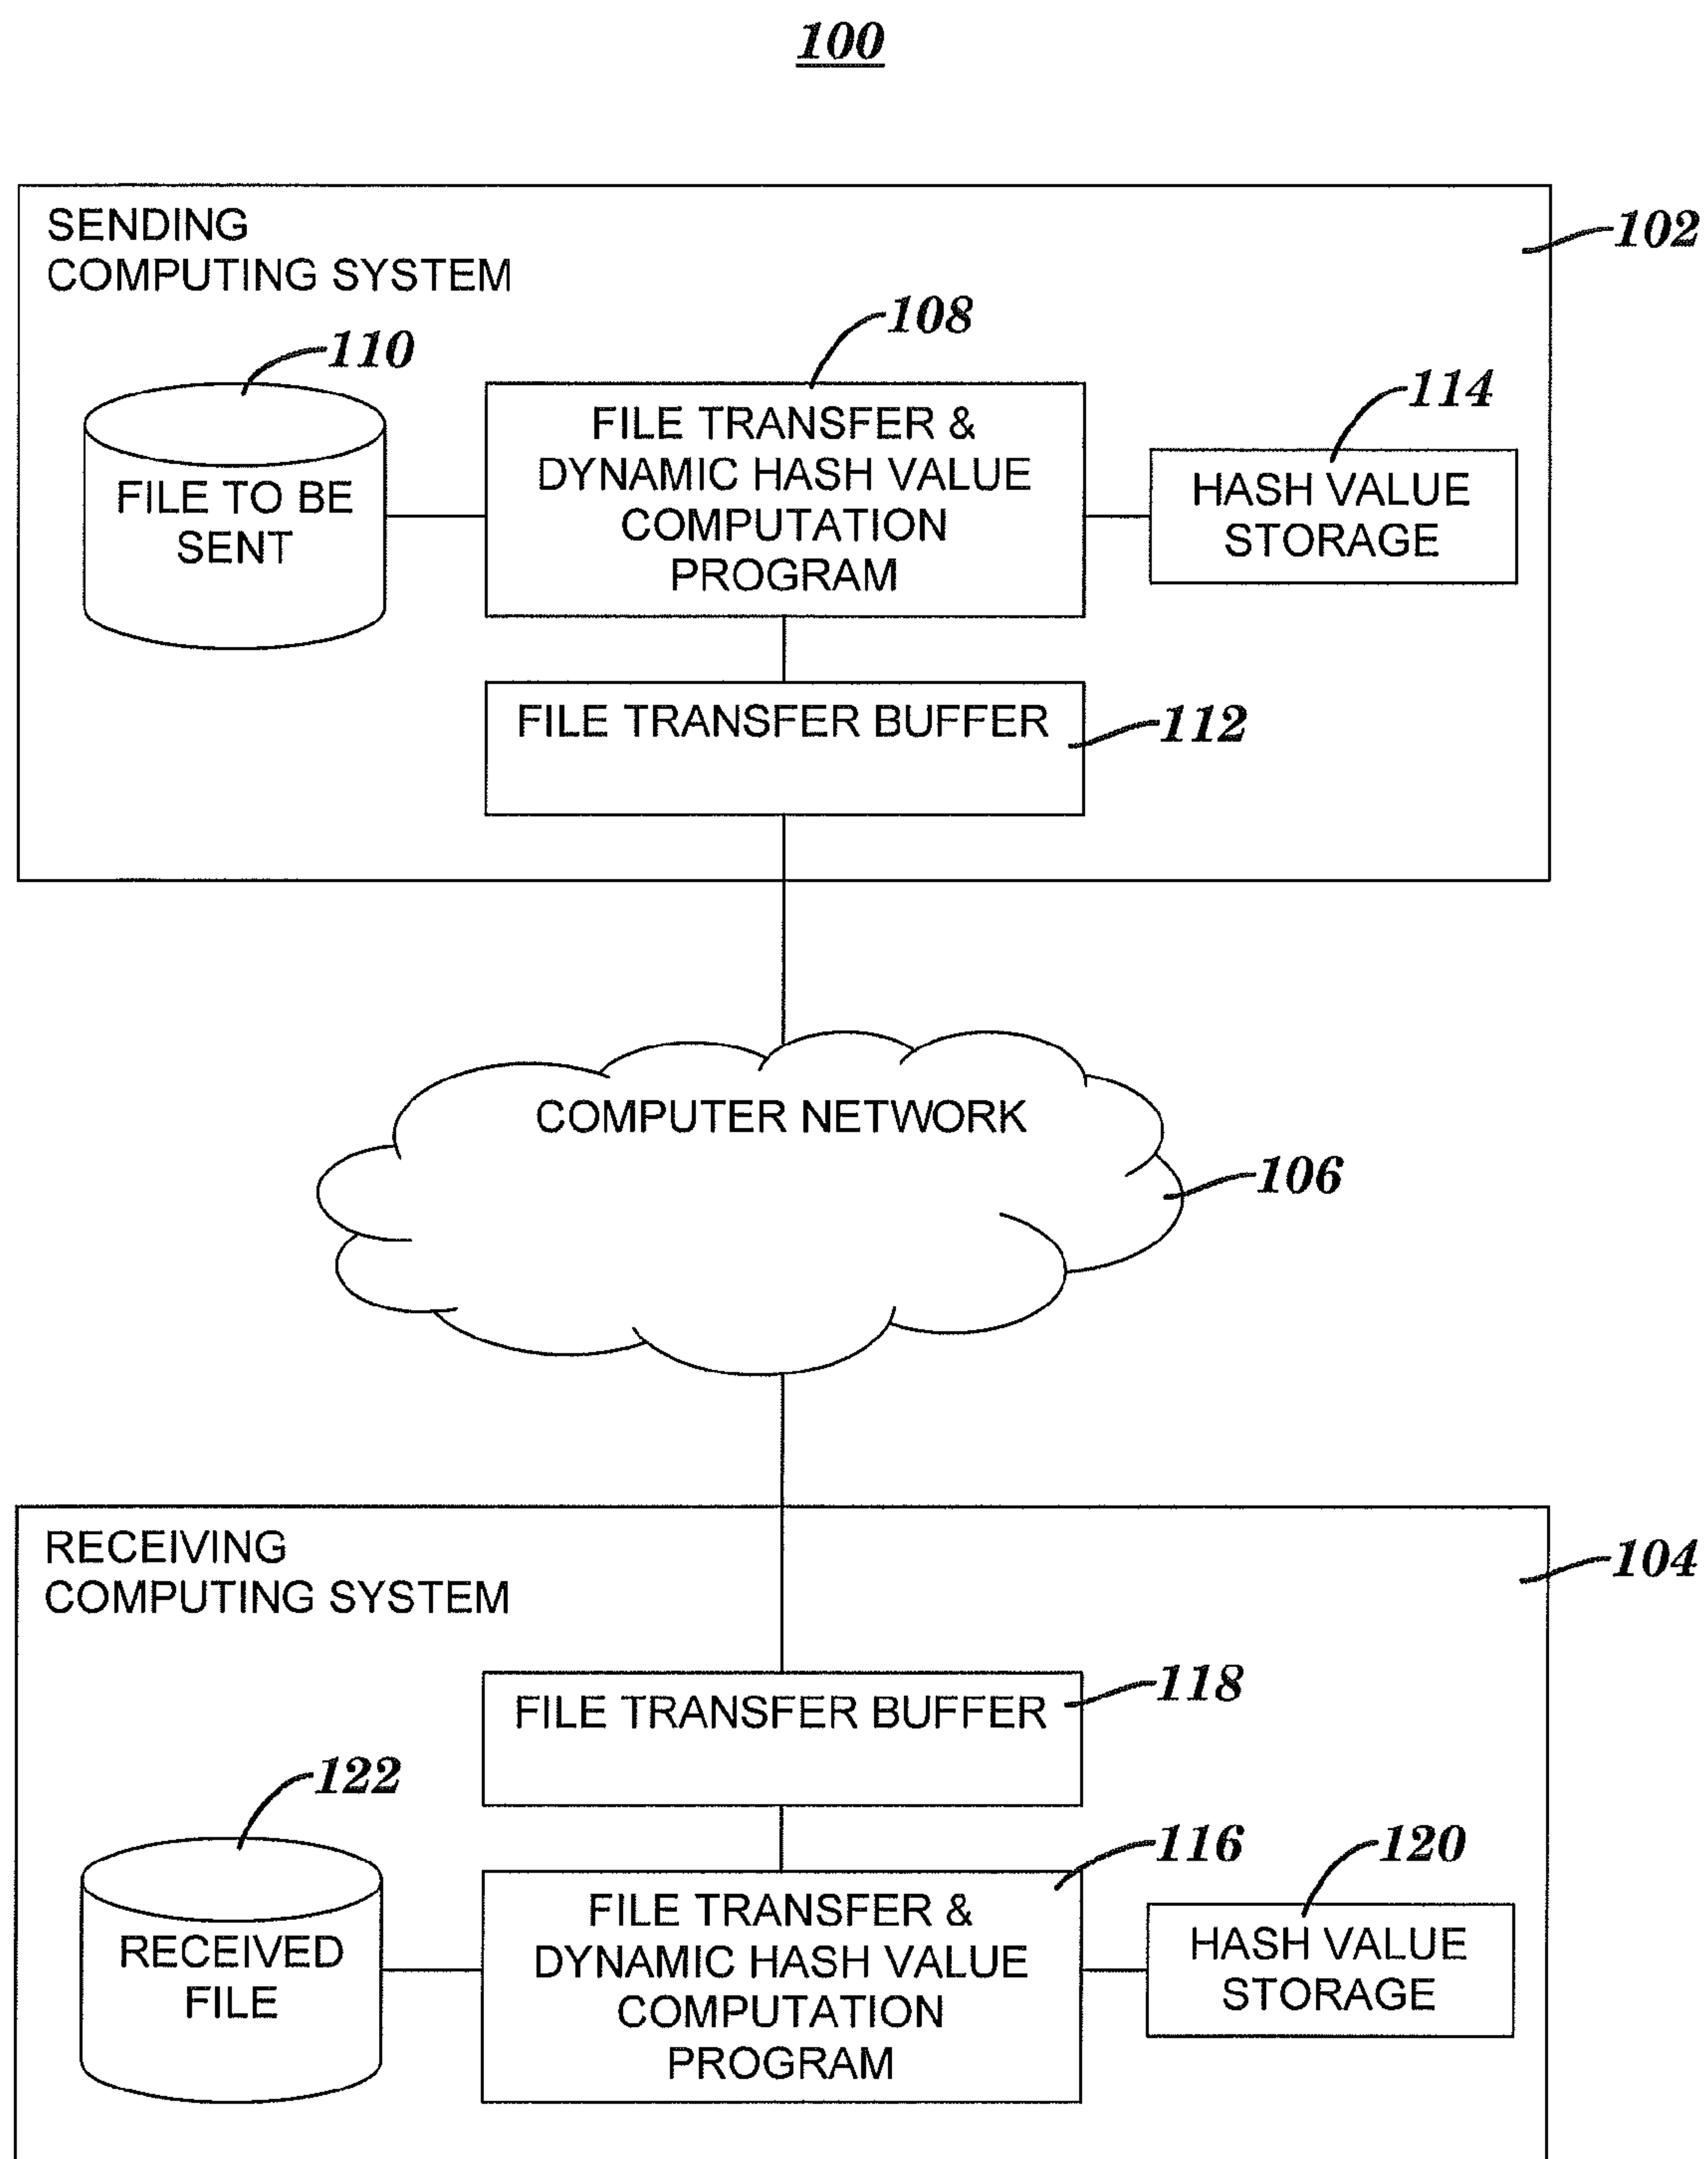 100
SENDING
COMPUTING SYSTEM
102
108
110
114
FILE TRANSFER &
DYNAMIC HASH VALUE
COMPUTATION
PROGRAM
FILE TO BE
SENT
HASH VALUE
STORAGE
FILE TRANSFER BUFFER
112
COMPUTER NETWORK
106
RECEIVING
COMPUTING SYSTEM
104
118
FILE TRANSFER BUFFER
122
116
120
FILE TRANSFER &
DYNAMIC HASH VALUE
COMPUTATION
PROGRAM
RECEIVED
FILE
HASH VALUE
STORAGE